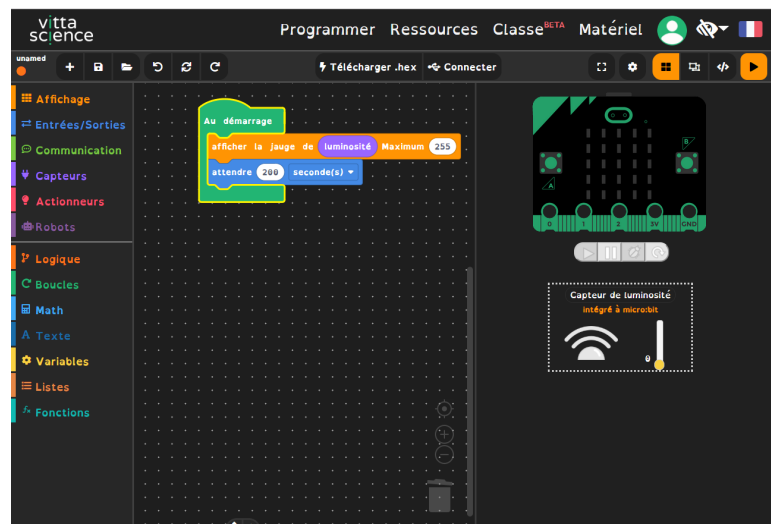 vitta
science
Programmer Ressources Classe BETA Matériel
unamed
Télécharger .hex Connecter
Affichage
Entrées/Sorties
Communication
Capteurs
Actionneurs
Robots
Logique
Boucles
Math
A Texte
Variables
Listes
Fonctions
Au démarrage
afficher la jauge de luminosité Maximum 255
attendre 200 seconde(s)
A
B
0 1 2 3V GND
Capteur de luminosité
intégré à micro:bit
0